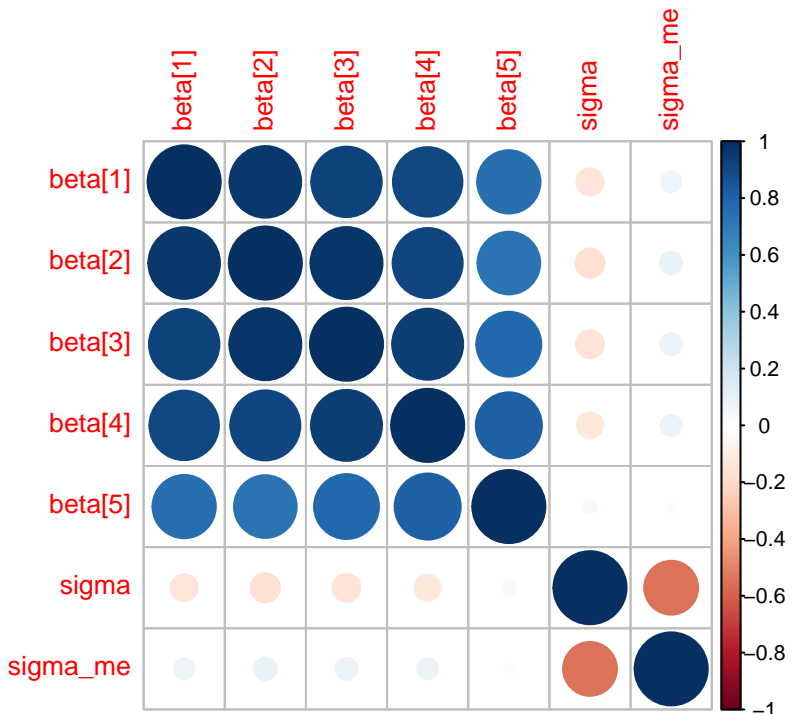 beta[1]
beta[2]
beta[3]
beta[4]
beta[5]
sigma
sigma_me
beta[1]
beta[2]
beta[3]
beta[4]
beta[5]
sigma
sigma_me
1
0.8
0.6
0.4
0.2
0
−0.2
−0.4
−0.6
−0.8
−1